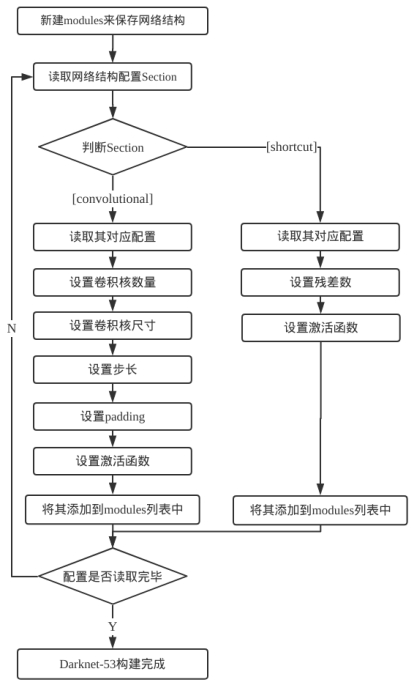 新建modules来保存网络结构
读取网络结构配置Section
判断Section
[shortcut]
[convolutional]
读取其对应配置
读取其对应配置
设置卷积核数量
设置残差数
设置卷积核尺寸
设置激活函数
N
设置步长
设置padding
设置激活函数
将其添加到modules列表中
将其添加到modules列表中
配置是否读取完毕
Y
Darknet-53构建完成